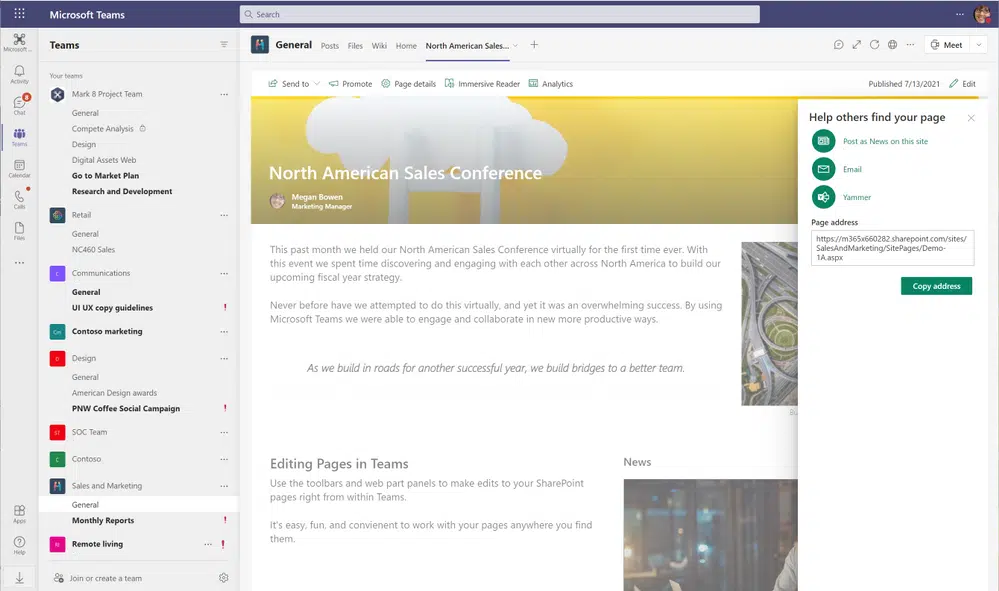 Microsoft Teams
Search
Microsoft ...
Activity
Chat
8
Teams
Calendar
Calls
Files
Apps
Help
Teams
Your teams
Mark 8 Project Team
General
Compete Analysis
Design
Digital Assets Web
Go to Market Plan
Research and Development
Retail
General
NC460 Sales
C
Communications
General
UI UX copy guidelines
Cm
Contoso marketing
D
Design
General
American Design awards
PNW Coffee Social Campaign
ST
SOC Team
C
Contoso
Sales and Marketing
General
Monthly Reports
Remote living
Join or create a team
General
Posts
Files
Wiki
Home
North American Sales...
Meet
Send to
Promote
Page details
Immersive Reader
Analytics
Published 7/13/2021
Edit
North American Sales Conference
Megan Bowen
Marketing Manager
This past month we held our North American Sales Conference virtually for the first time ever. With
this event we spent time discovering and engaging with each other across North America to build our
upcoming fiscal year strategy.
Never before have we attempted to do this virtually, and yet it was an overwhelming success. By using
Microsoft Teams we were able to engage and collaborate in new more productive ways.
As we build in roads for another successful year, we build bridges to a better team.
Editing Pages in Teams
Use the toolbars and web part panels to make edits to your SharePoint
pages right from within Teams.
It's easy, fun, and convienent to work with your pages anywhere you find
them.
News
Help others find your page
Post as News on this site
Email
Yammer
Page address
https://m365x660282.sharepoint.com/sites/
SalesAndMarketing/SitePages/Demo-
1A.aspx
Copy address